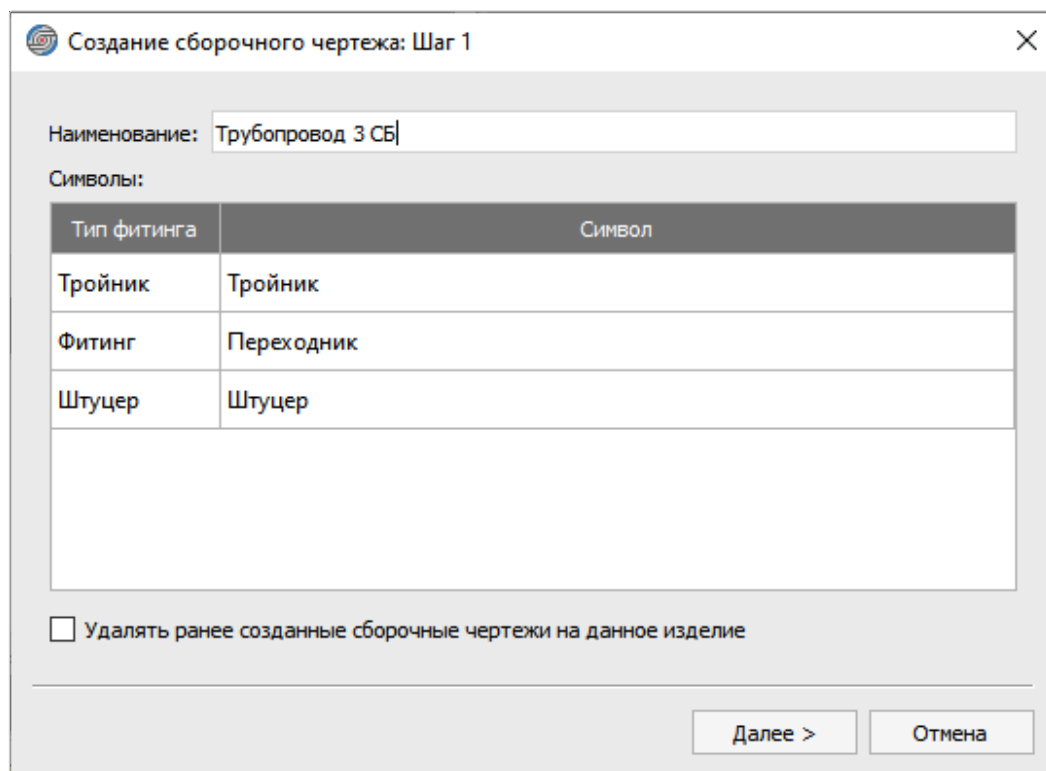 Создание сборочного чертежа: Шаг 1
Наименование: Трубопровод 3 СБ
Символы:
Тип фитинга Символ
Тройник Тройник
Фитинг Переходник
Штуцер Штуцер
Удалять ранее созданные сборочные чертежи на данное изделие
Далее > Отмена